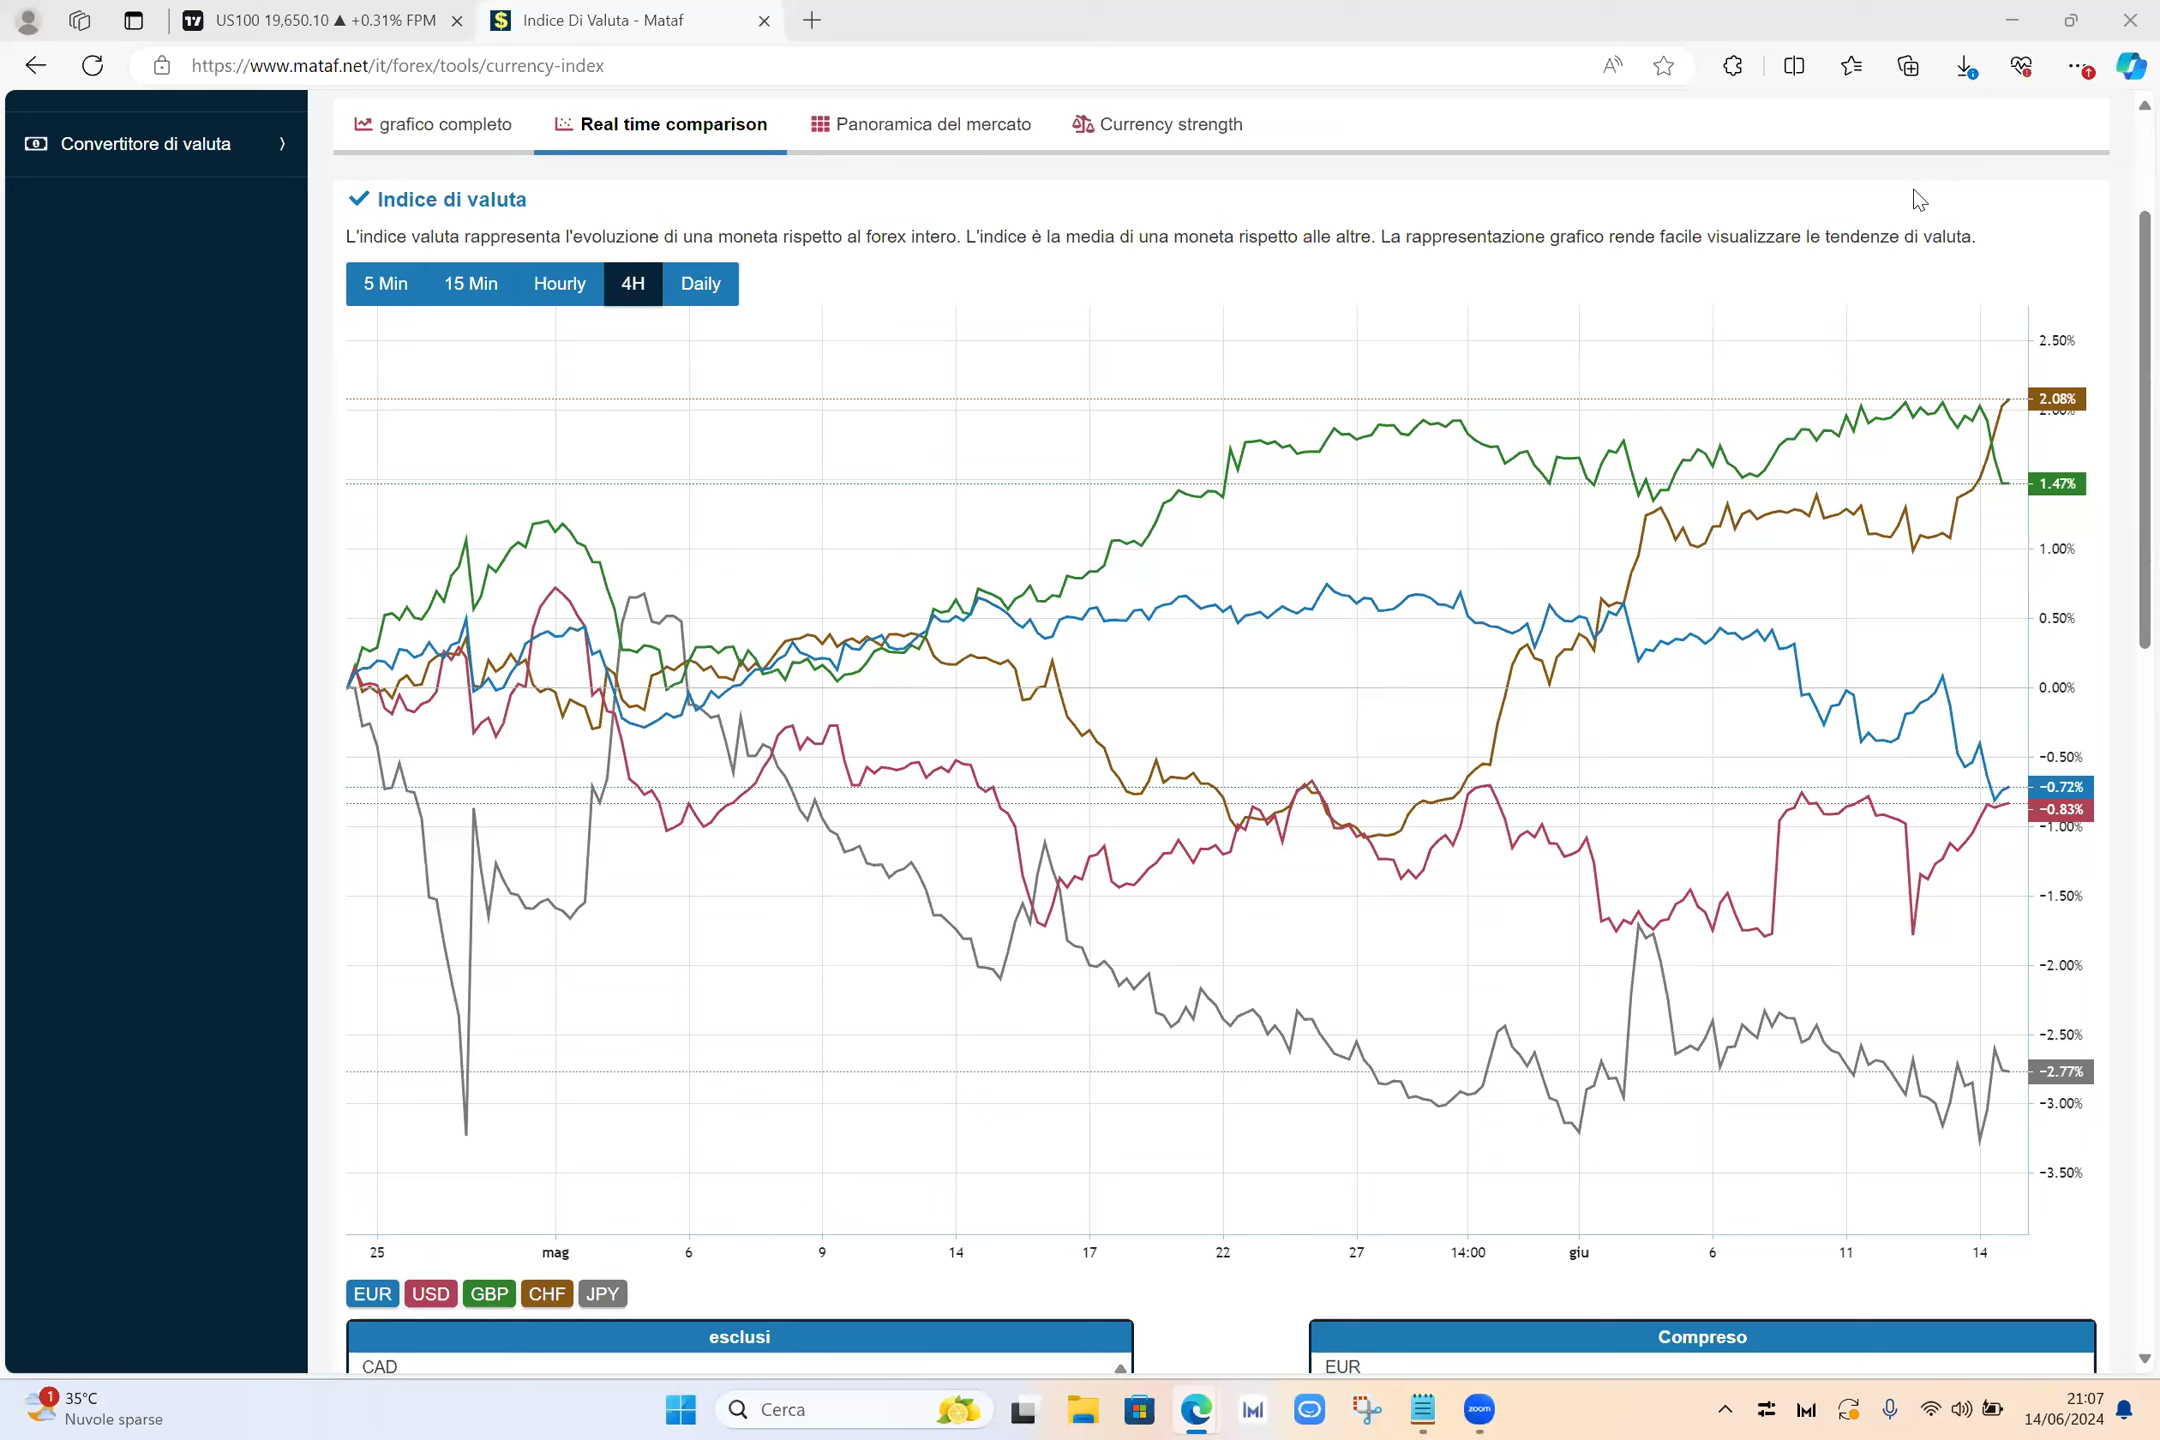 US100 19,650.10 ▲ +0.31% FPM
Indice Di Valuta - Mataf
https://www.mataf.net/it/forex/tools/currency-index
Convertitore di valuta
grafico completo
Real time comparison
Panoramica del mercato
Currency strength
Indice di valuta
L'indice valuta rappresenta l'evoluzione di una moneta rispetto al forex intero. L'indice è la media di una moneta rispetto alle altre. La rappresentazione grafico rende facile visualizzare le tendenze di valuta.
5 Min 15 Min Hourly 4H Daily
2.50%
2.08%
2.00%
1.47%
1.00%
0.50%
0.00%
−0.50%
−0.72%
−0.83%
−1.00%
−1.50%
−2.00%
−2.50%
−2.77%
−3.00%
−3.50%
25 mag 6 9 14 17 22 27 14:00 giu 6 11 14
EUR USD GBP CHF JPY
esclusi
CAD
Compreso
EUR
1
35°C
Nuvole sparse
Cerca
zoom
21:07
14/06/2024